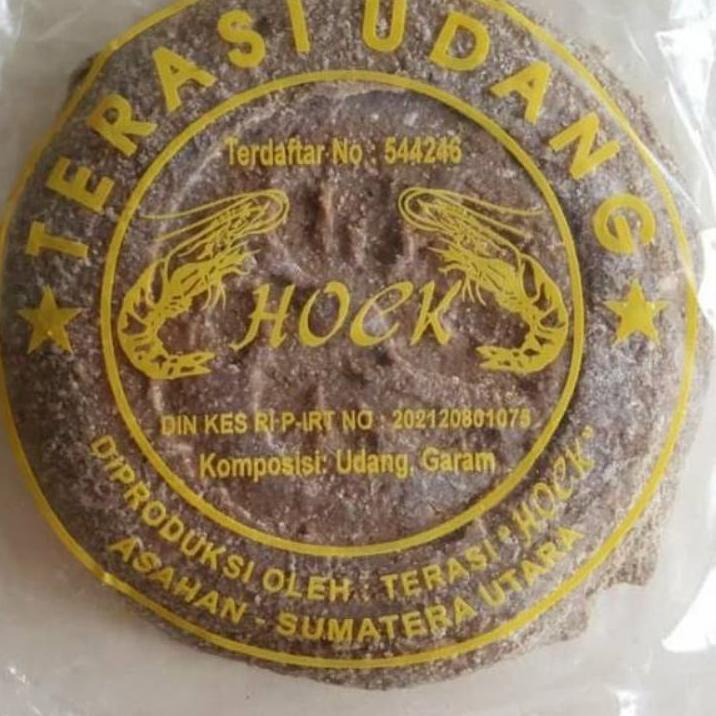 TERASI UDANG
Terdaftar No : 544246
HOCK
DIN KES RI P-IRT NO : 202120801075
Komposisi: Udang, Garam
DIPRODUKSI OLEH : TERASI "HOCK"
ASAHAN - SUMATERA UTARA